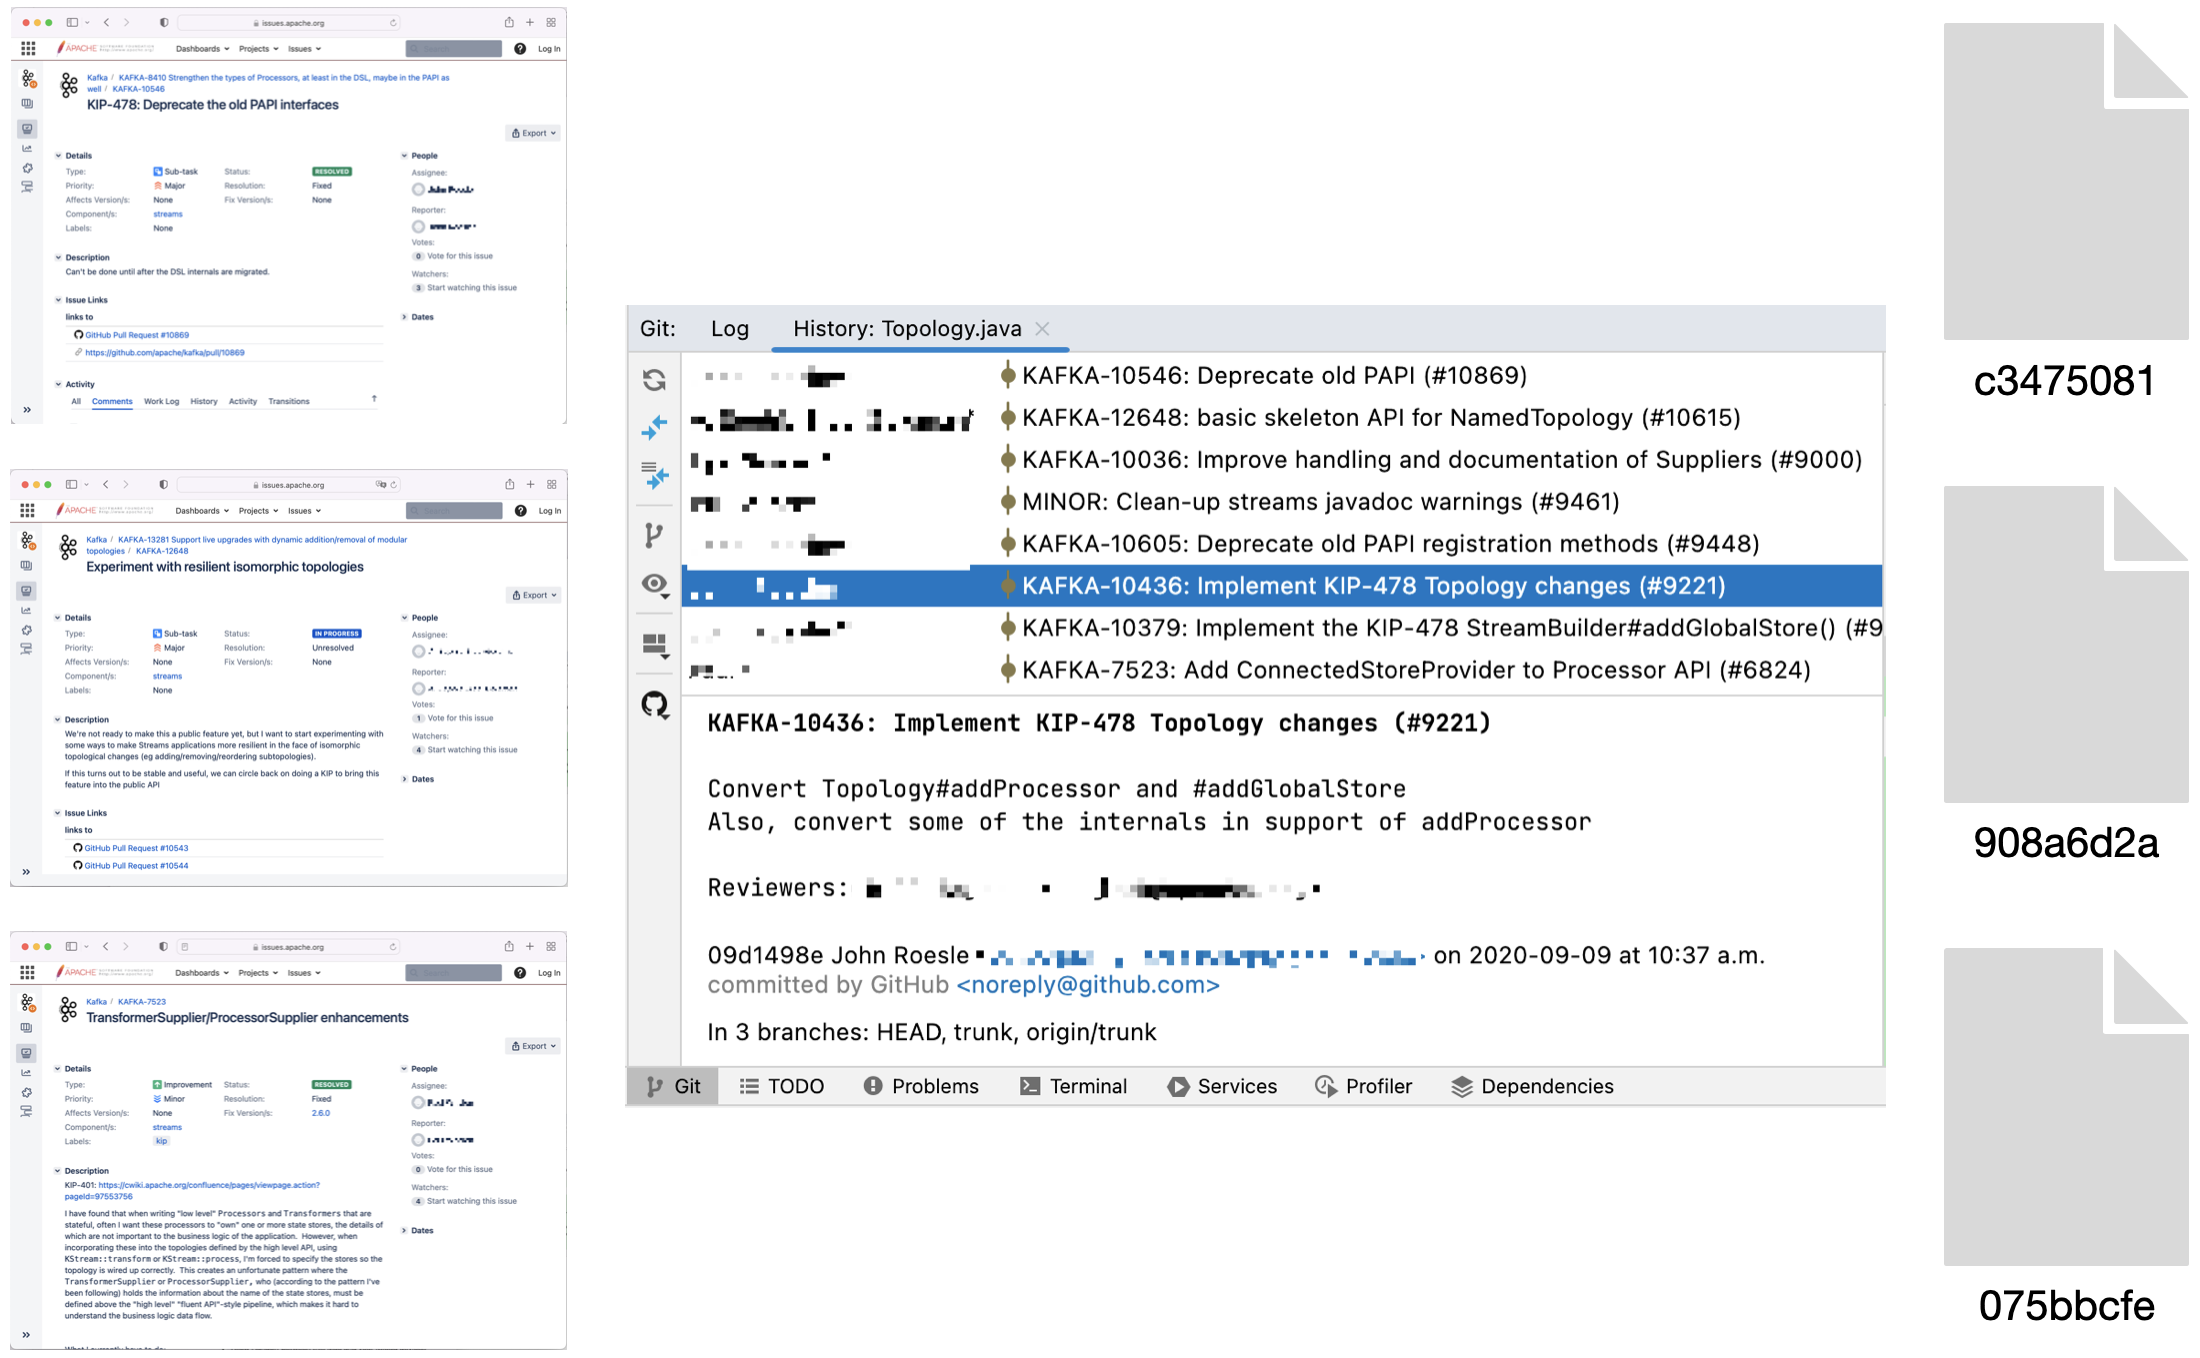 issues.apache.org
APACHE
Dashboards Projects Issues
Log In
Kafka / KAFKA-8410 Strengthen the types of Processors, at least in the DSL, maybe in the PAPI as
well / KAFKA-10546
KIP-478: Deprecate the old PAPI interfaces
Export
Details
Type: Sub-task Status: RESOLVED
Priority: Major Resolution: Fixed
Affects Version/s: None Fix Version/s: None
Component/s: streams
Labels: None
People
Assignee:
Reporter:
Votes:
0 Vote for this issue
Watchers:
3 Start watching this issue
Dates
Description
Can't be done until after the DSL internals are migrated.
Issue Links
links to
GitHub Pull Request #10869
https://github.com/apache/kafka/pull/10869
Activity
All Comments Work Log History Activity Transitions
issues.apache.org
APACHE
Dashboards Projects Issues
Log In
Kafka / KAFKA-13281 Support live upgrades with dynamic addition/removal of modular
topologies / KAFKA-12648
Experiment with resilient isomorphic topologies
Export
Details
Type: Sub-task Status: IN PROGRESS
Priority: Major Resolution: Unresolved
Affects Version/s: None Fix Version/s: None
Component/s: streams
Labels: None
People
Assignee:
Reporter:
Votes:
1 Vote for this issue
Watchers:
4 Start watching this issue
Dates
Description
We're not ready to make this a public feature yet, but I want to start experimenting with
some ways to make Streams applications more resilient in the face of isomorphic
topological changes (eg adding/removing/reordering subtopologies).
If this turns out to be stable and useful, we can circle back on doing a KIP to bring this
feature into the public API
Issue Links
links to
GitHub Pull Request #10543
GitHub Pull Request #10544
issues.apache.org
APACHE
Dashboards Projects Issues
Log In
Kafka / KAFKA-7523
TransformerSupplier/ProcessorSupplier enhancements
Export
Details
Type: Improvement Status: RESOLVED
Priority: Minor Resolution: Fixed
Affects Version/s: None Fix Version/s: 2.6.0
Component/s: streams
Labels: kip
People
Assignee:
Reporter:
Votes:
0 Vote for this issue
Watchers:
4 Start watching this issue
Dates
Description
KIP-401: https://cwiki.apache.org/confluence/pages/viewpage.action?
pageId=97553756
I have found that when writing "low level" Processors and Transformers that are
stateful, often I want these processors to "own" one or more state stores, the details of
which are not important to the business logic of the application. However, when
incorporating these into the topologies defined by the high level API, using
KStream::transform or KStream::process, I'm forced to specify the stores so the
topology is wired up correctly. This creates an unfortunate pattern where the
TransformerSupplier or ProcessorSupplier, who (according to the pattern I've
been following) holds the information about the name of the state stores, must be
defined above the "high level" "fluent API"-style pipeline, which makes it hard to
understand the business logic data flow.
Git: Log History: Topology.java
KAFKA-10546: Deprecate old PAPI (#10869)
KAFKA-12648: basic skeleton API for NamedTopology (#10615)
KAFKA-10036: Improve handling and documentation of Suppliers (#9000)
MINOR: Clean-up streams javadoc warnings (#9461)
KAFKA-10605: Deprecate old PAPI registration methods (#9448)
KAFKA-10436: Implement KIP-478 Topology changes (#9221)
KAFKA-10379: Implement the KIP-478 StreamBuilder#addGlobalStore() (#9
KAFKA-7523: Add ConnectedStoreProvider to Processor API (#6824)
KAFKA-10436: Implement KIP-478 Topology changes (#9221)
Convert Topology#addProcessor and #addGlobalStore
Also, convert some of the internals in support of addProcessor
Reviewers:
09d1498e John Roesle on 2020-09-09 at 10:37 a.m.
committed by GitHub <noreply@github.com>
In 3 branches: HEAD, trunk, origin/trunk
Git TODO Problems Terminal Services Profiler Dependencies
c3475081
908a6d2a
075bbcfe